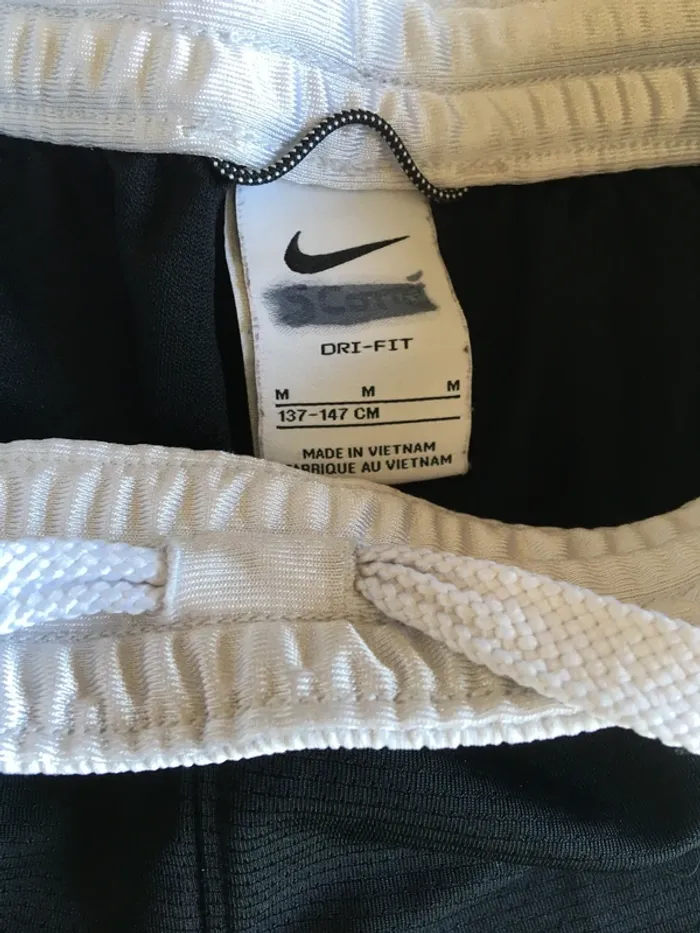 DRI-FIT
M M M
137-147 CM
MADE IN VIETNAM
FABRIQUE AU VIETNAM